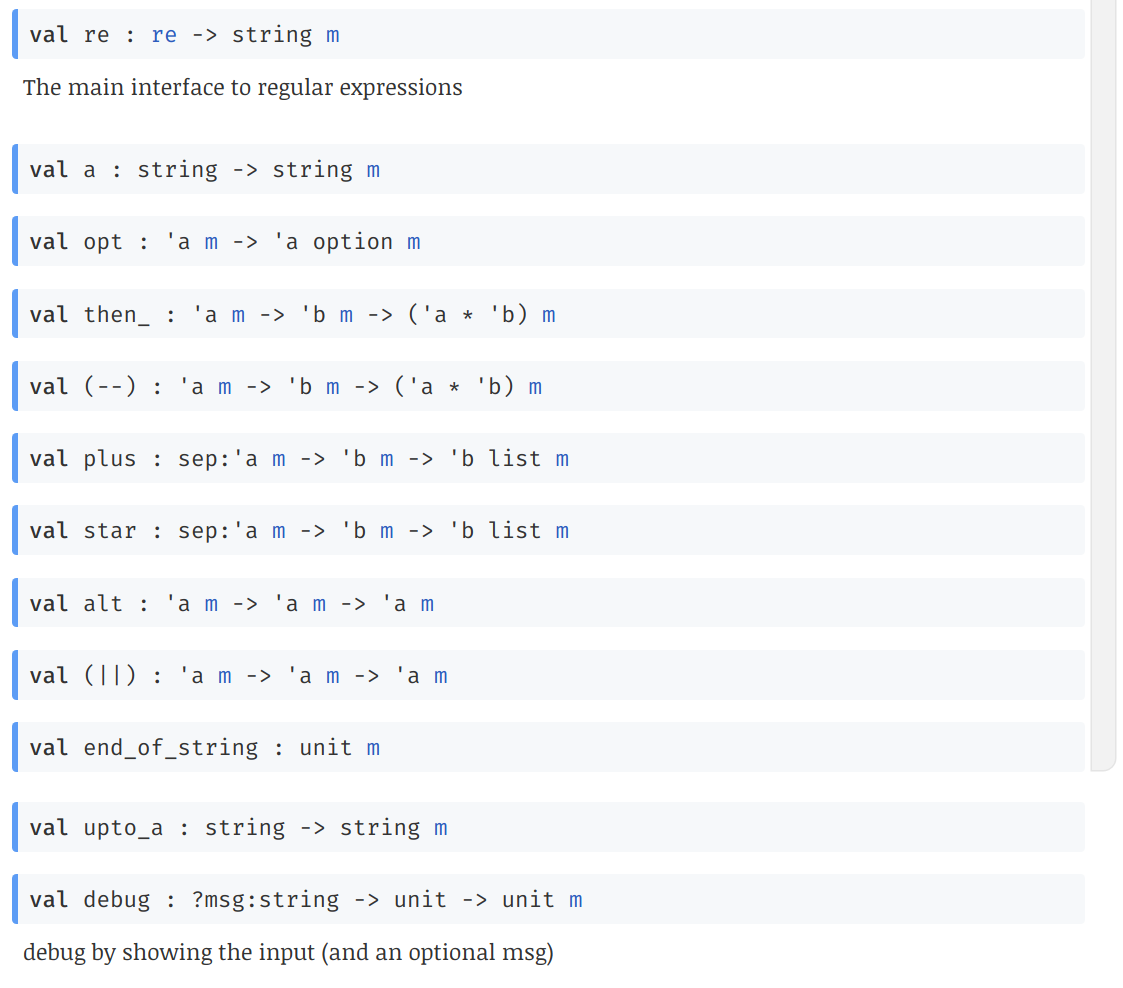 val re : re -> string m
The main interface to regular expressions
val a : string -> string m
val opt : 'a m -> 'a option m
val then_ : 'a m -> 'b m -> ('a * 'b) m
val (--) : 'a m -> 'b m -> ('a * 'b) m
val plus : sep:'a m -> 'b m -> 'b list m
val star : sep:'a m -> 'b m -> 'b list m
val alt : 'a m -> 'a m -> 'a m
val (||) : 'a m -> 'a m -> 'a m
val end_of_string : unit m
val upto_a : string -> string m
val debug : ?msg:string -> unit -> unit m
debug by showing the input (and an optional msg)